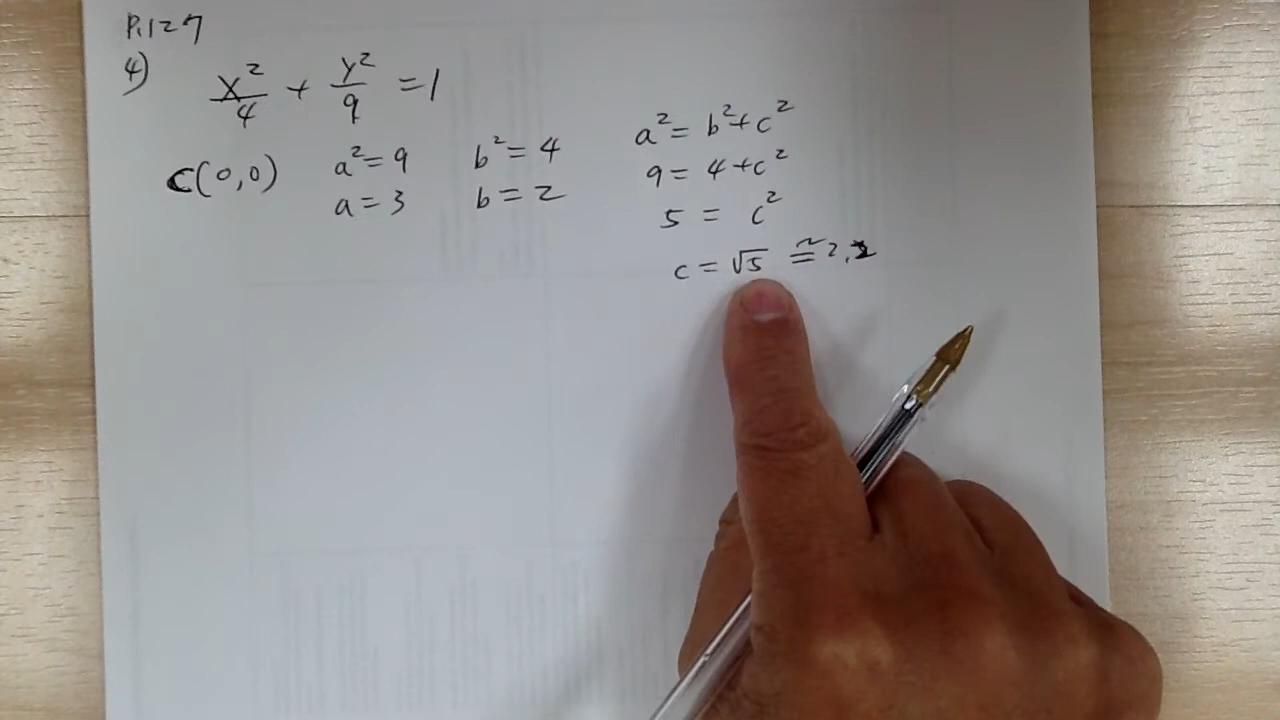 P.127
4) x²/4 + y²/9 = 1
C(0,0) a² = 9 b² = 4
a = 3 b = 2
a² = b² + c²
9 = 4 + c²
5 = c²
c = √5 ≅ 2.2